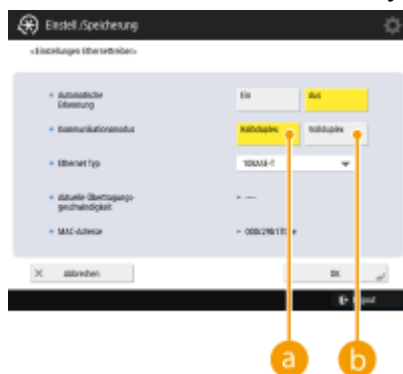 Einstell./Speicherung
<Einstellungen Ethernettreiber>
Automatische
Erkennung
Ein
Aus
Kommunikationsmodus
Halbduplex
Vollduplex
Ethernet Typ
10BASE-T
Aktuelle Übertragungs-
geschwindigkeit
----
MAC-Adresse
Abbrechen
OK
a
b